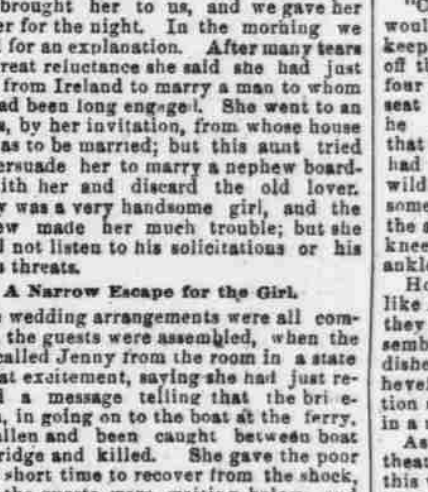 brought her to us, and we gave her
er for the night. In the morning we
l for an explanation. After many tears
reat reluctance she said she had just
from Ireland to marry a man to whom
ad been long engaged. She went to an
s, by her invitation, from whose house
as to be married; but this aunt tried
ersuade her to marry a nephew board-
ith her and discard the old lover.
y was a very handsome girl, and the
ew made her much trouble; but she
l not listen to his solicitations or his
s threats.
A Narrow Escape for the Girl.
e wedding arrangements were all com-
the guests were assembled, when the
called Jenny from the room in a state
at excitement, saying she had just re-
d a message telling that the bri e-
, in going on to the boat at the ferry,
allen and been caught between boat
ridge and killed. She gave the poor
short time to recover from the shock,
"C
woul
keep
off th
four
seat
he
that
had
wild
some
the s
knee
ankle
Ho
like
they
semb
dishe
hevel
tion
in a
As
theat
this